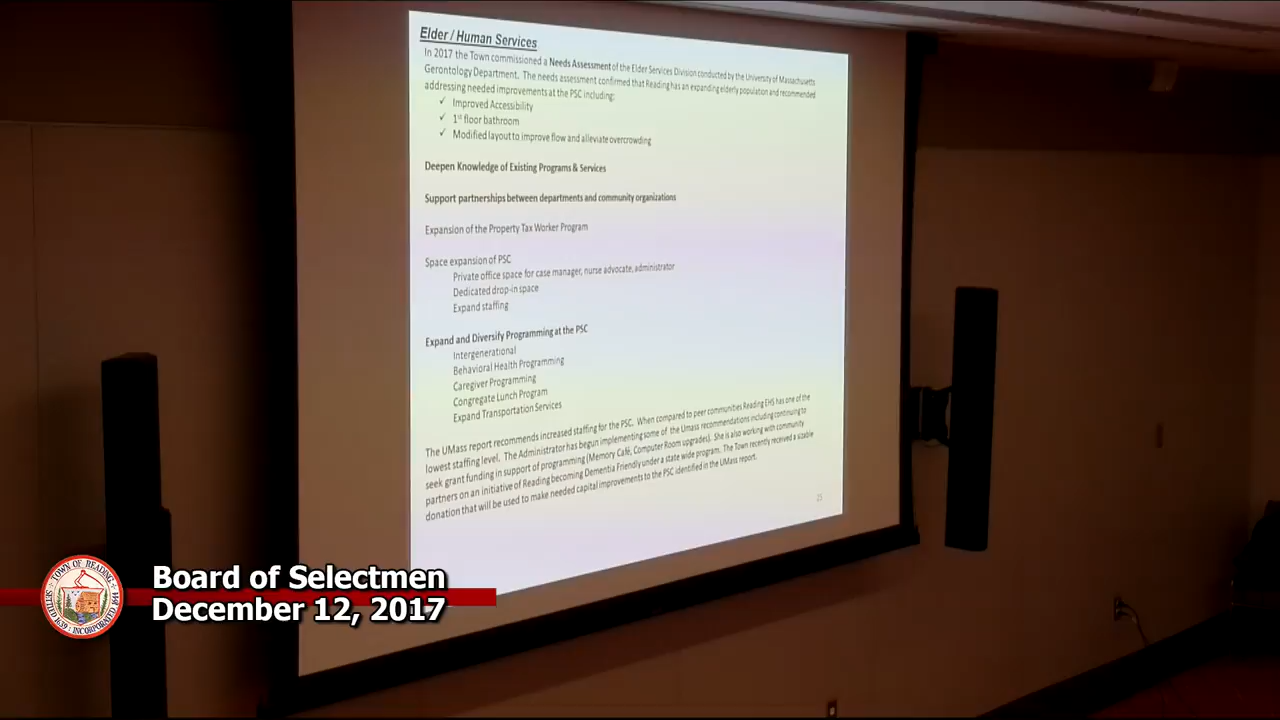 Elder / Human Services
In 2017 the Town commissioned a Needs Assessment of the Elder Services Division conducted by the University of Massachusetts
Gerontology Department. The needs assessment confirmed that Reading has an expanding elderly population and recommended
addressing needed improvements at the PSC including:
✓ Improved Accessibility
✓ 1st floor bathroom
✓ Modified layout to improve flow and alleviate overcrowding
Deepen Knowledge of Existing Programs & Services
Support partnerships between departments and community organizations
Expansion of the Property Tax Worker Program
Space expansion of PSC
Private office space for case manager, nurse advocate, administrator
Dedicated drop-in space
Expand staffing
Expand and Diversify Programming at the PSC
Intergenerational
Behavioral Health Programming
Caregiver Programming
Congregate Lunch Program
Expand Transportation Services
The UMass report recommends increased staffing for the PSC. When compared to peer communities Reading EHS has one of the
lowest staffing level. The Administrator has begun implementing some of the Umass recommendations including continuing to
seek grant funding in support of programming (Memory Café, Computer Room upgrades). She is also working with community
partners on an initiative of Reading becoming Dementia Friendly under a state wide program. The Town recently received a sizable
donation that will be used to make needed capital improvements to the PSC identified in the UMass report.
25
TOWN OF READING
SETTLED 1639
INCORPORATED 1644
Board of Selectmen
December 12, 2017